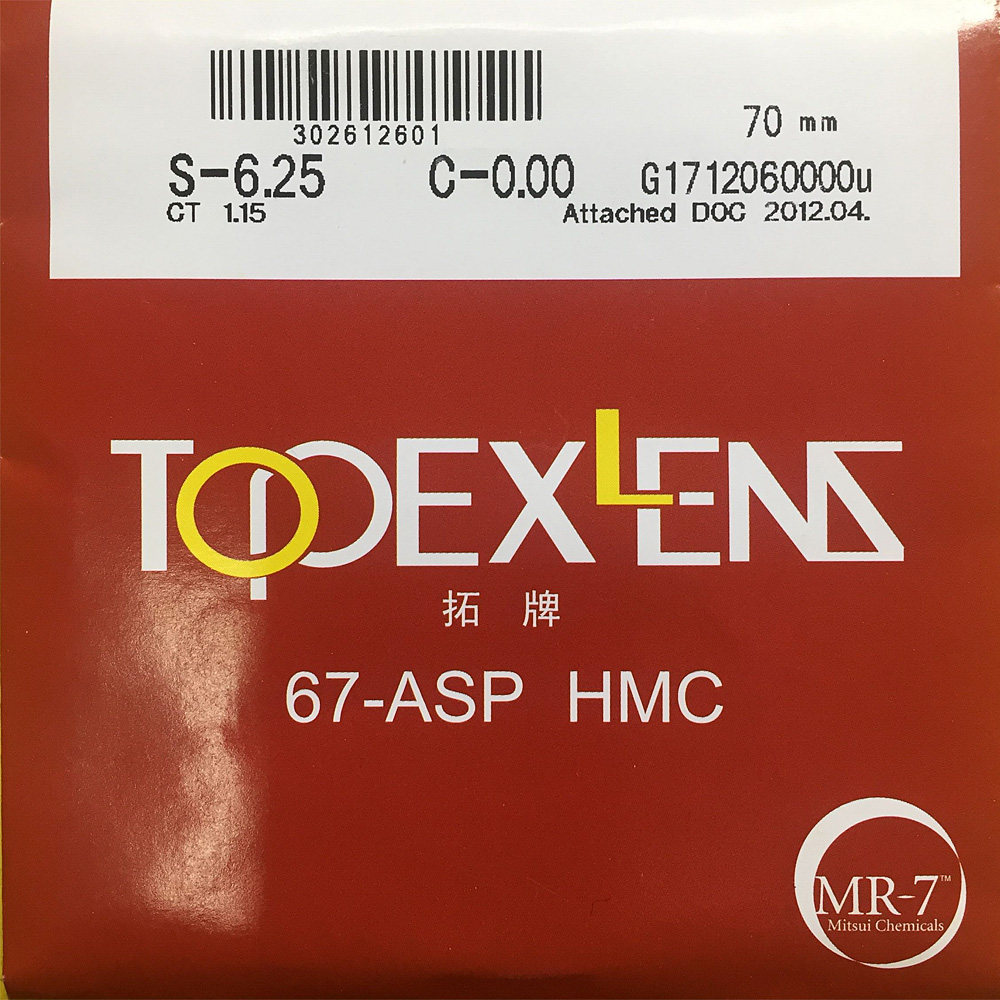 302612601
70 mm
S-6.25 C-0.00 G1712060000u
CT 1.15 Attached DOC 2012.04.
TOPOEXLENS
拓 牌
67-ASP HMC
MR-7™
Mitsui Chemicals